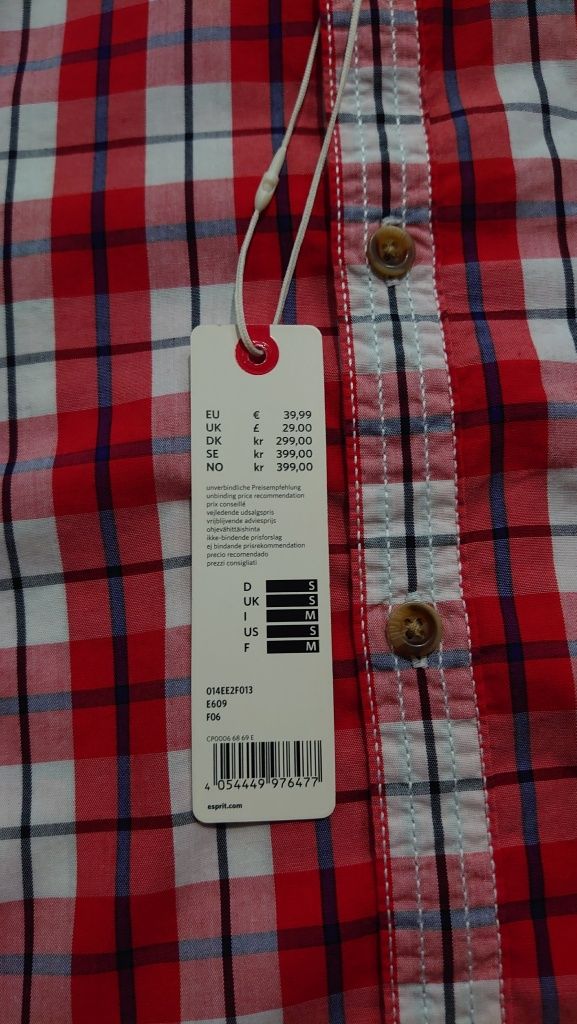 EU € 39,99
UK £ 29.00
DK kr 299,00
SE kr 399,00
NO kr 399,00
unverbindliche Preisempfehlung
unbinding price recommendation
prix conseillé
vejledende udsalgspris
vrijblijvende adviesprijs
ohjevähittäishinta
ikke-bindende prisforslag
ej bindande prisrekommendation
precio recomendado
prezzi consigliati
D S
UK S
I M
US S
F M
014EE2F013
E609
F06
CP0006 68 69 E
4 054449 976477
esprit.com